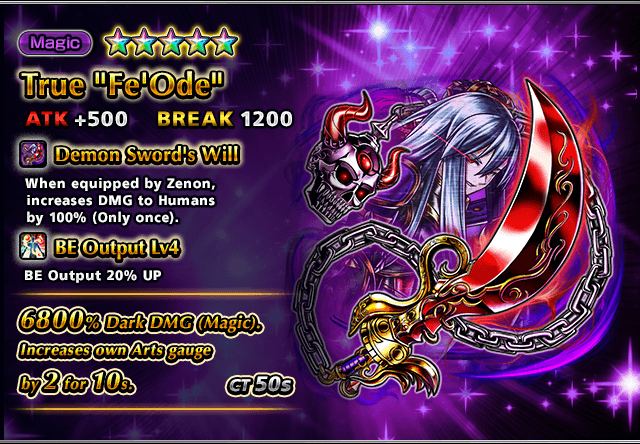 Magic
True "Fe'Ode"
ATK +500 BREAK 1200
Demon Sword's Will
When equipped by Zenon,
increases DMG to Humans
by 100% (Only once).
BE Output Lv4
BE Output 20% UP
6800% Dark DMG (Magic).
Increases own Arts gauge
by 2 for 10s.
CT 50s